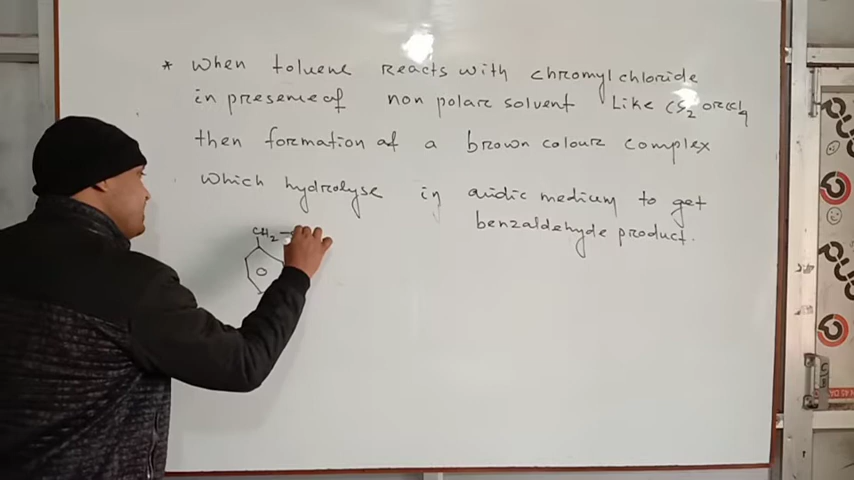 * When toluene reacts with chromyl chloride
in presence of non polar solvent Like CS2 or CCl4
then formation of a brown colour complex
which hydrolyse in acidic medium to get
benzaldehyde product.
CH2-